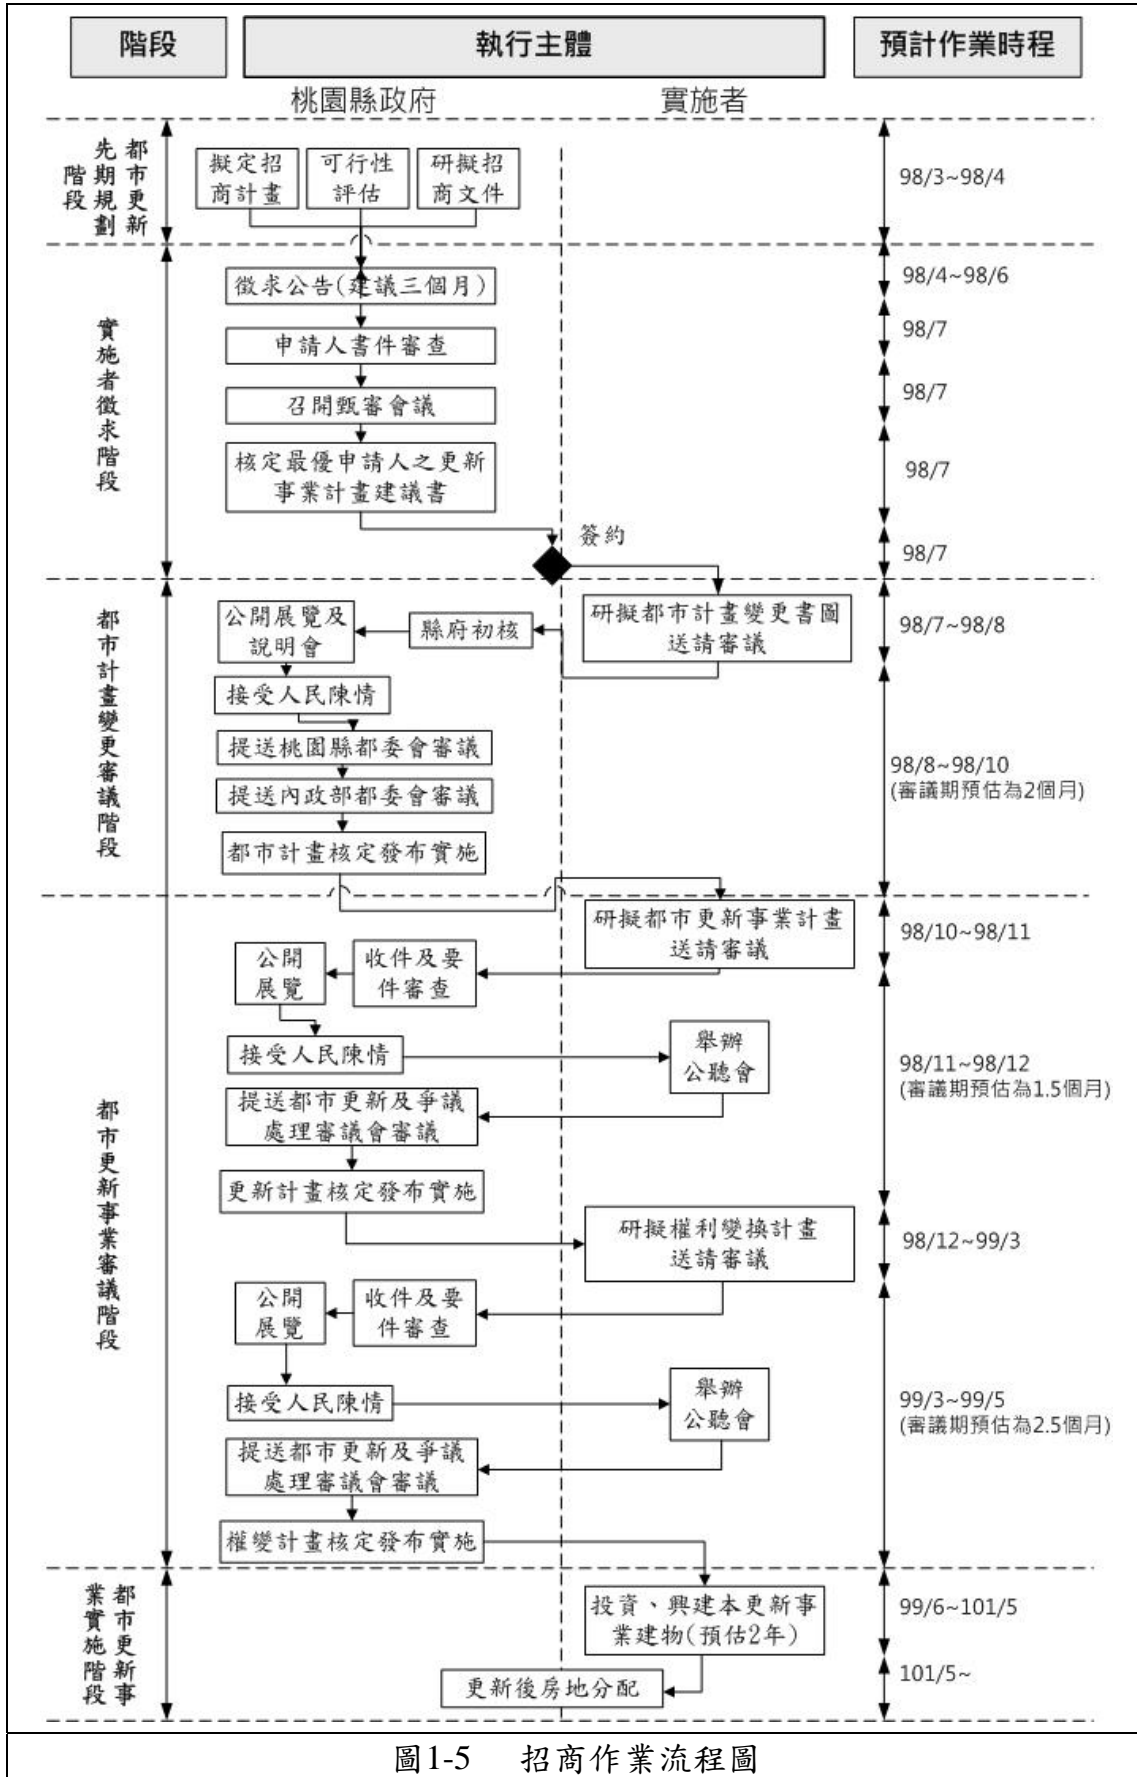 階段
執行主體
預計作業時程
桃園縣政府
實施者
都市更新
先期規劃
階段
擬定招
商計畫
可行性
評估
研擬招
商文件
98/3~98/4
實施者徵求階段
徵求公告(建議三個月)
98/4~98/6
申請人書件審查
98/7
召開甄審會議
98/7
核定最優申請人之更新
事業計畫建議書
98/7
簽約
98/7
都市計畫變更審議階段
研擬都市計畫變更書圖
送請審議
98/7~98/8
縣府初核
公開展覽及
說明會
接受人民陳情
提送桃園縣都委會審議
提送內政部都委會審議
都市計畫核定發布實施
98/8~98/10
(審議期預估為2個月)
都市更新事業審議階段
研擬都市更新事業計畫
送請審議
98/10~98/11
收件及要
件審查
公開
展覽
接受人民陳情
舉辦
公聽會
98/11~98/12
(審議期預估為1.5個月)
提送都市更新及爭議
處理審議會審議
更新計畫核定發布實施
研擬權利變換計畫
送請審議
98/12~99/3
收件及要
件審查
公開
展覽
接受人民陳情
舉辦
公聽會
99/3~99/5
(審議期預估為2.5個月)
提送都市更新及爭議
處理審議會審議
權變計畫核定發布實施
都市更新事
業實施階段
投資、興建本更新事
業建物(預估2年)
99/6~101/5
更新後房地分配
101/5~
圖1-5 招商作業流程圖